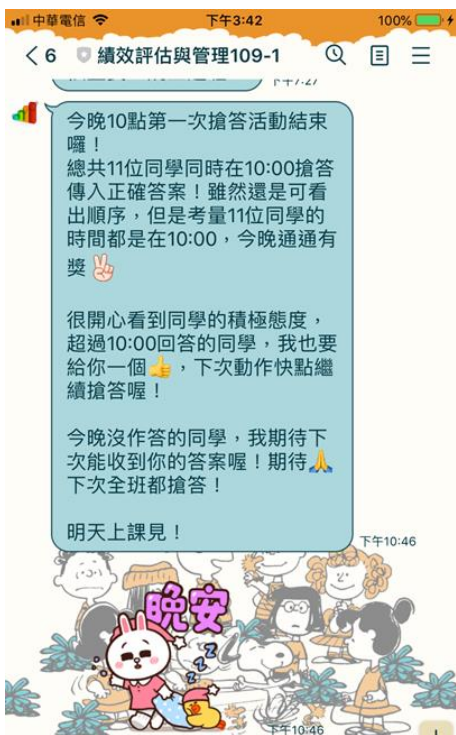 中華電信 下午3:42 100%
6 績效評估與管理109-1
下午7:27
今晚10點第一次搶答活動結束
囉！
總共11位同學同時在10:00搶答
傳入正確答案！雖然還是可看
出順序，但是考量11位同學的
時間都是在10:00，今晚通通有
獎✌🏻
很開心看到同學的積極態度，
超過10:00回答的同學，我也要
給你一個👍，下次動作快點繼
續搶答喔！
今晚沒作答的同學，我期待下
次能收到你的答案喔！期待🙏
下次全班都搶答！
明天上課見！
下午10:46
晚安
z z z
下午10:46